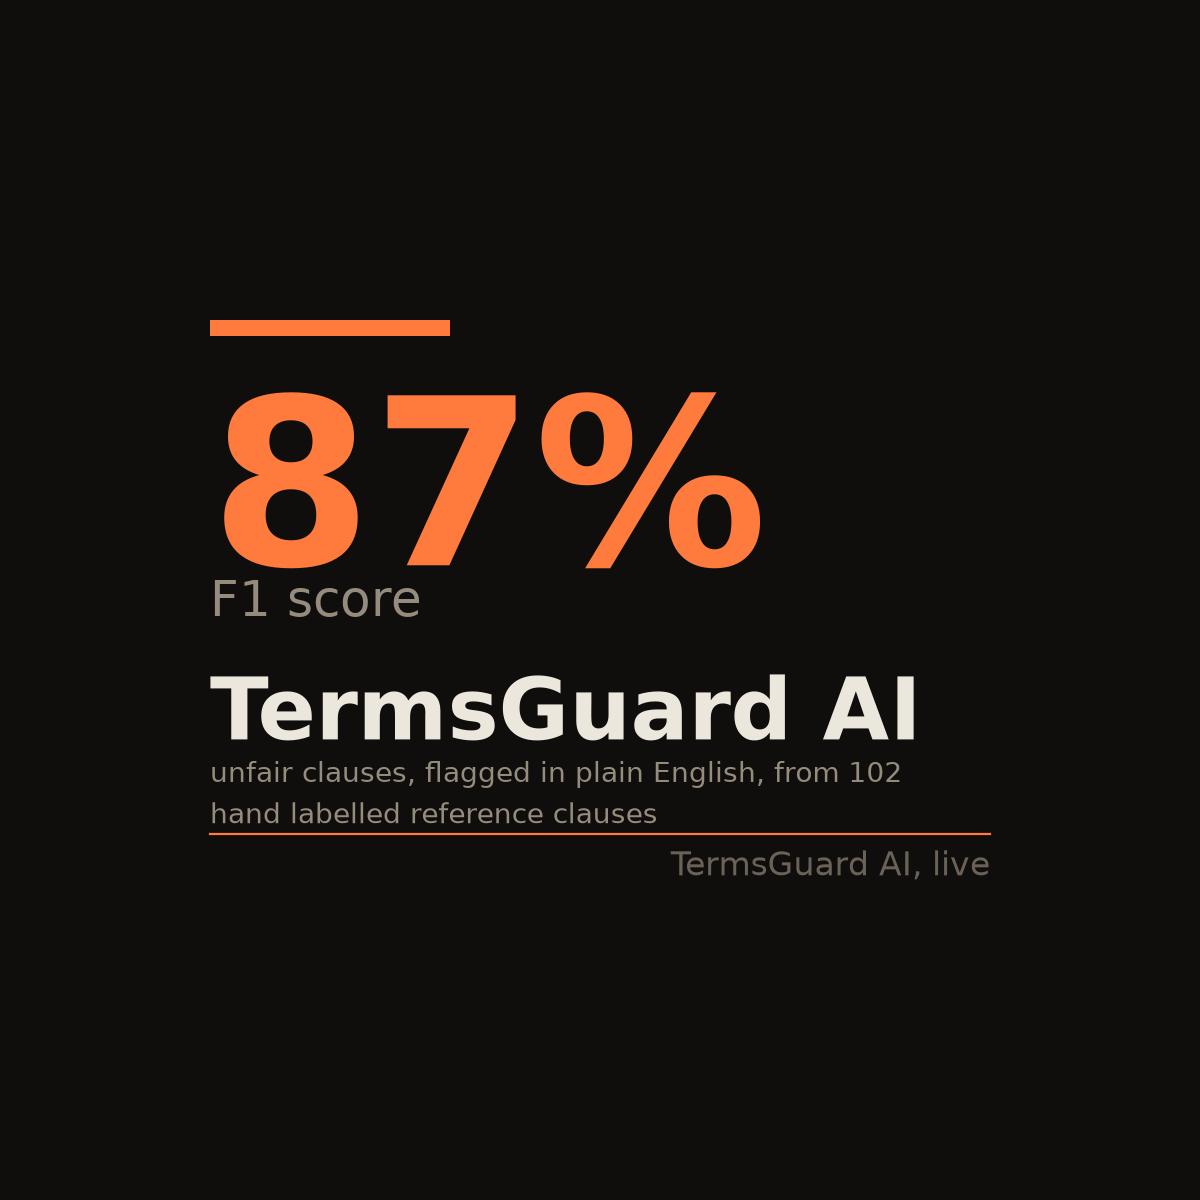 87%
F1 score
TermsGuard AI
unfair clauses, flagged in plain English, from 102
hand labelled reference clauses
TermsGuard AI, live